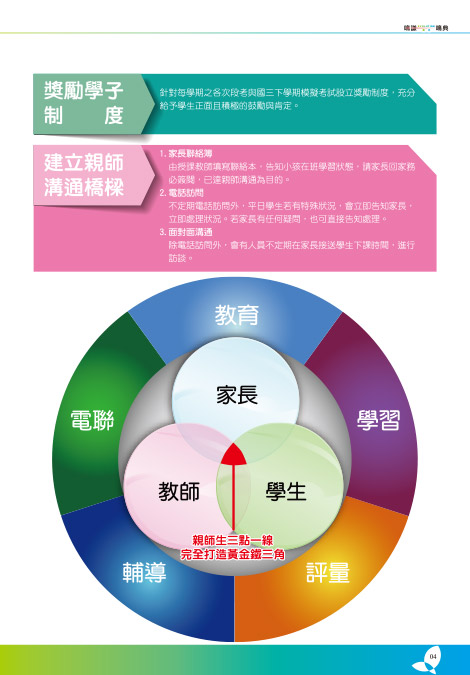 鳴謙
鳴典
獎勵學子
制度
針對每學期之各次段考與國三下學期模擬考試設立獎勵制度,充分
給予學生正面且積極的鼓勵與肯定。
建立親師
溝通橋樑
1. 家長聯絡簿
由授課教師填寫聯絡本,告知小孩在班學習狀態,請家長回家務
必簽閱,已達親師溝通為目的。
2. 電話訪問
不定期電話訪問外,平日學生若有特殊狀況,會立即告知家長,
立即處理狀況。若家長有任何疑問,也可直接告知處理。
3. 面對面溝通
除電話訪問外,會有人員不定期在家長接送學生下課時間,進行
訪談。
教育
電聯
家長
學習
教師
學生
親師生三點一線
完全打造黃金鐵三角
輔導
評量
04